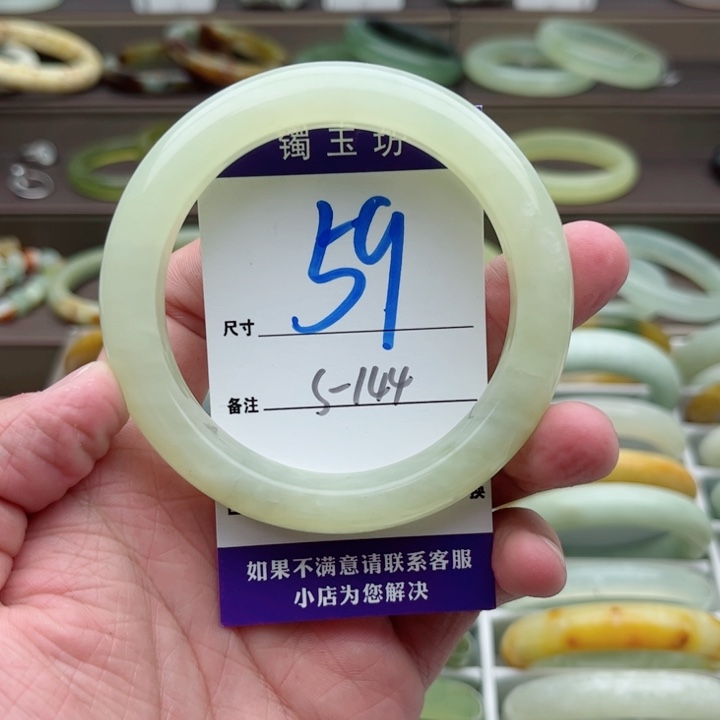 镯玉坊
59
尺寸
S-144
备注
换
如果不满意请联系客服
小店为您解决